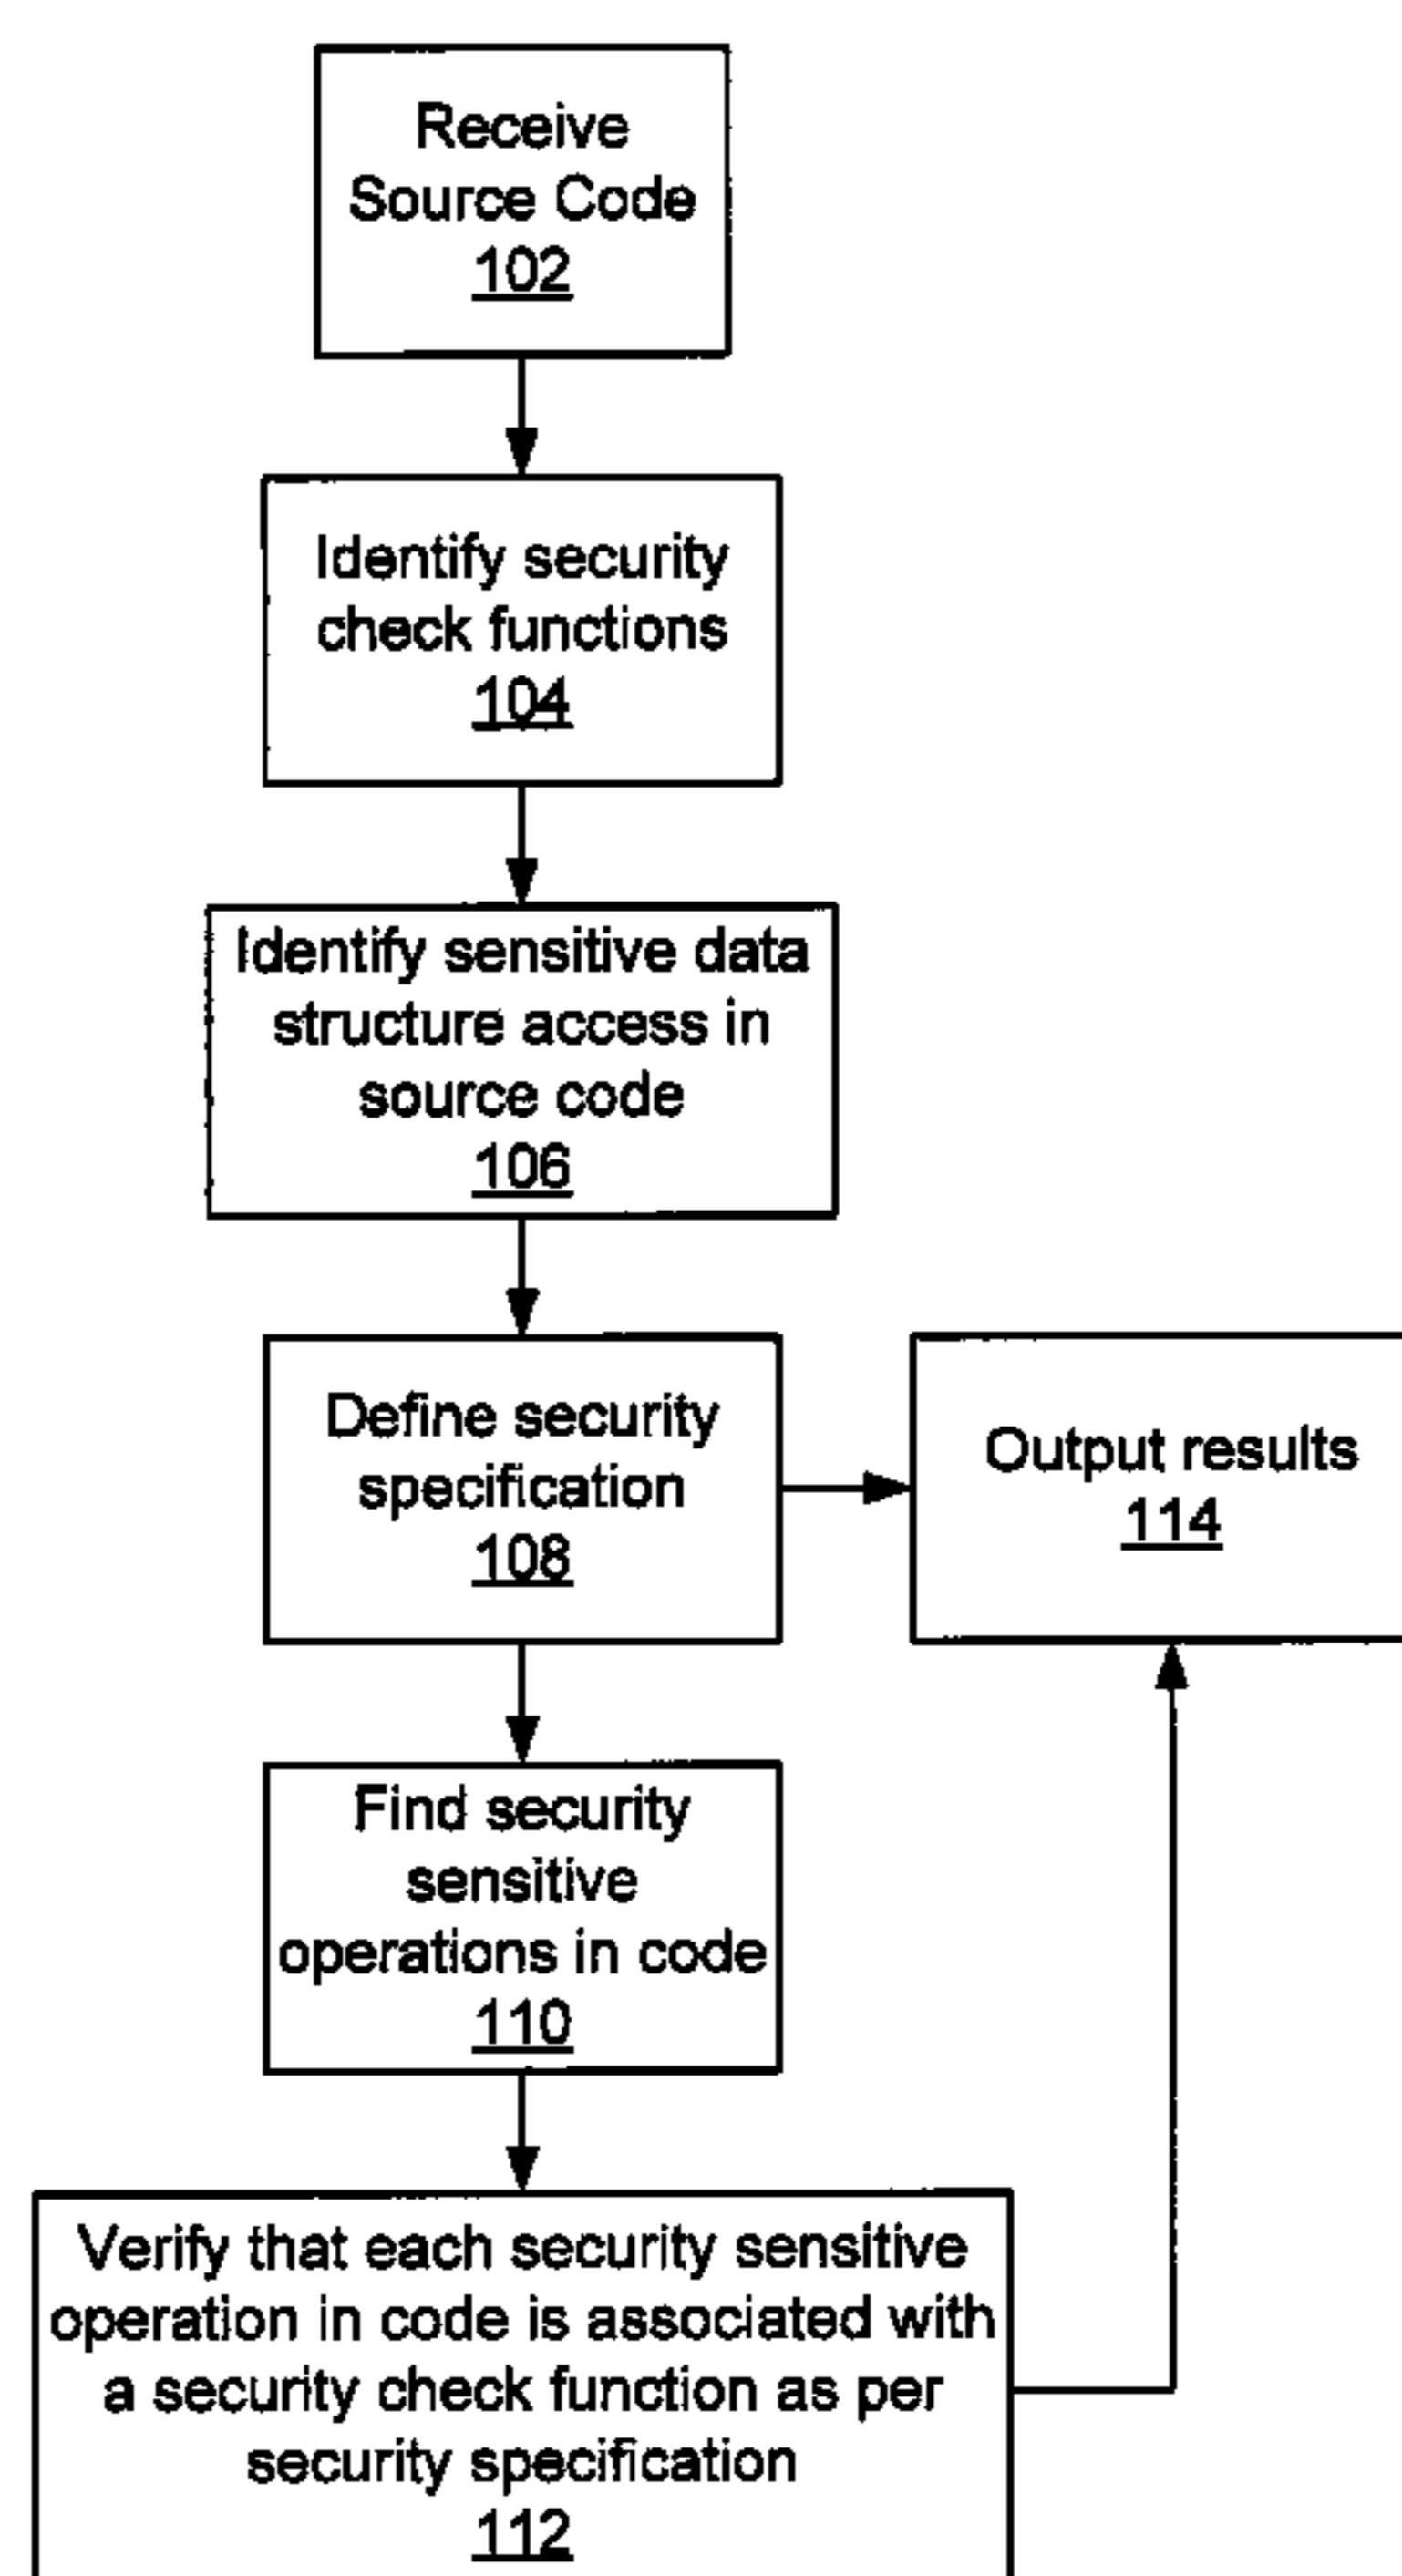 Receive
Source Code
102
Identify security
check functions
104
Identify sensitive data
structure access in
source code
106
Define security
specification
108
Output results
114
Find security
sensitive
operations in code
110
Verify that each security sensitive
operation in code is associated with
a security check function as per
security specification
112